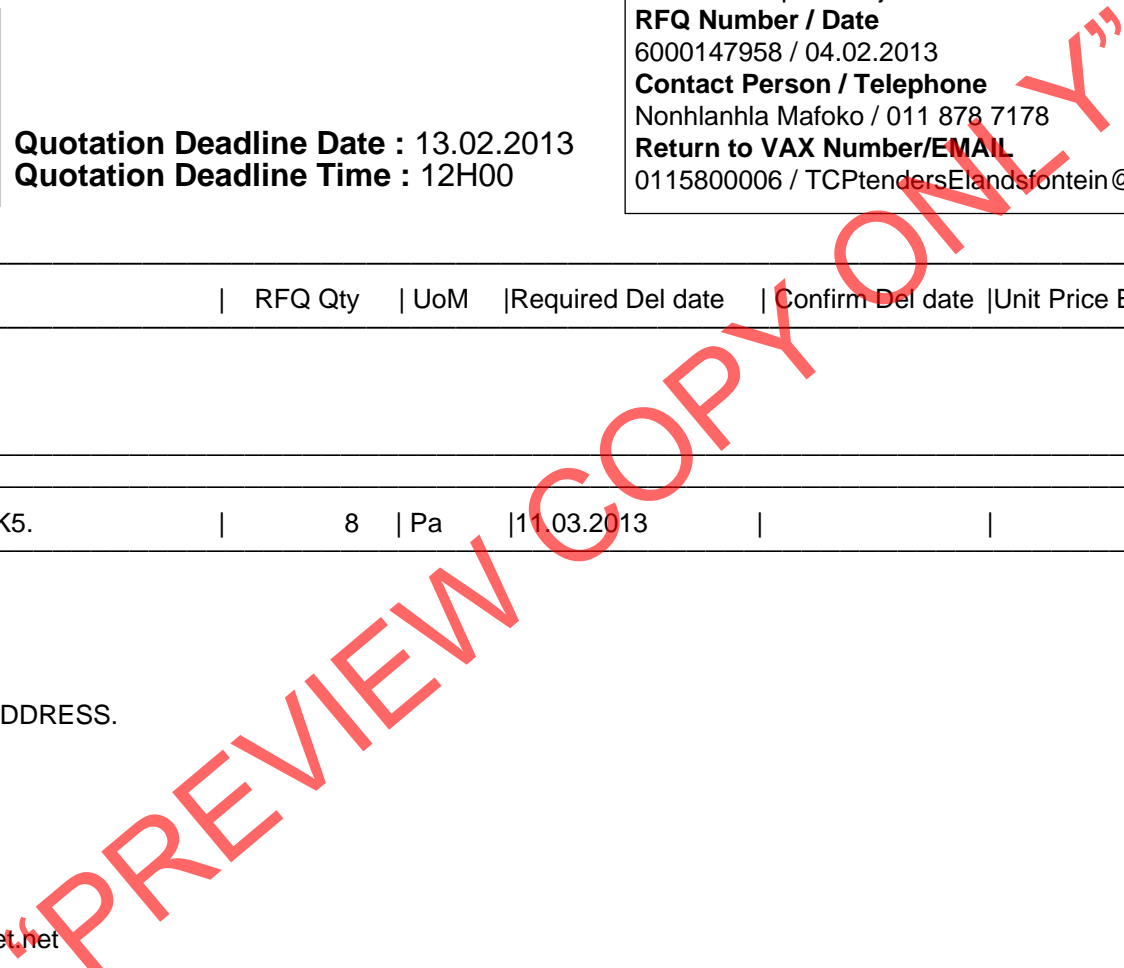 RFQ Number / Date
6000147958 / 04.02.2013
Contact Person / Telephone
Nonhlanhla Mafoko / 011 878 7178
Return to VAX Number/EMAIL
0115800006 / TCPtendersElandsfontein@
Quotation Deadline Date : 13.02.2013
Quotation Deadline Time : 12H00
| RFQ Qty | UoM |Required Del date | Confirm Del date |Unit Price E
K5. | 8 | Pa |11.03.2013 | |
DDRESS.
et.net
“PREVIEW COPY ONLY”